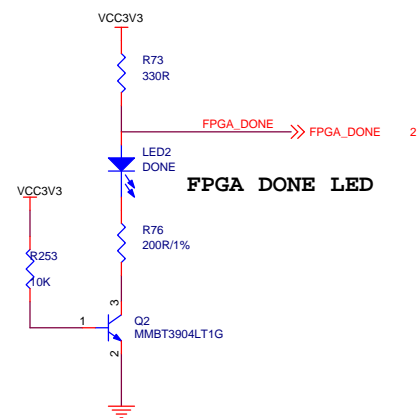 VCC3V3
R73
330R
FPGA_DONE
FPGA_DONE 2
LED2
DONE
FPGA DONE LED
VCC3V3
R76
200R/1%
R253
10K
3
1
Q2
MMBT3904LT1G
2